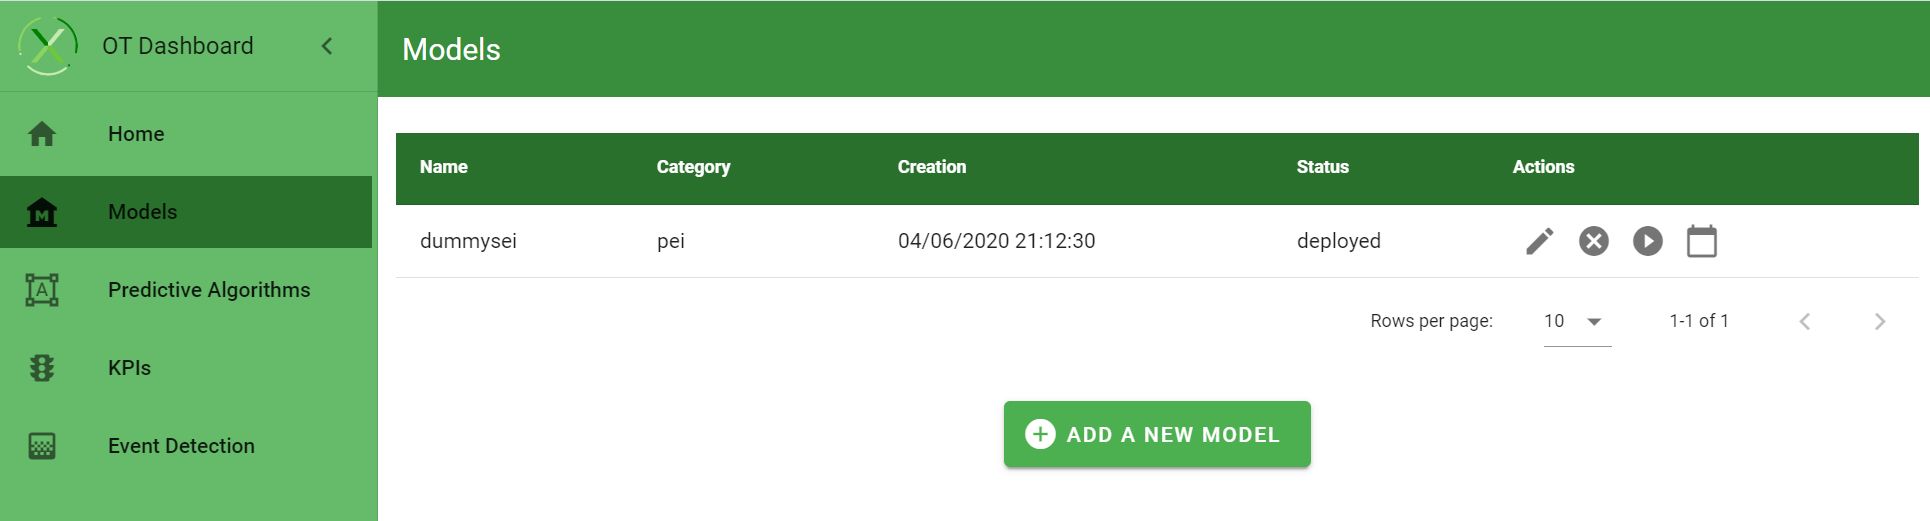 OT Dashboard
Models
Home
Models
Predictive Algorithms
KPIs
Event Detection
Name Category Creation Status Actions
dummysei pei 04/06/2020 21:12:30 deployed
Rows per page: 10 1-1 of 1
ADD A NEW MODEL